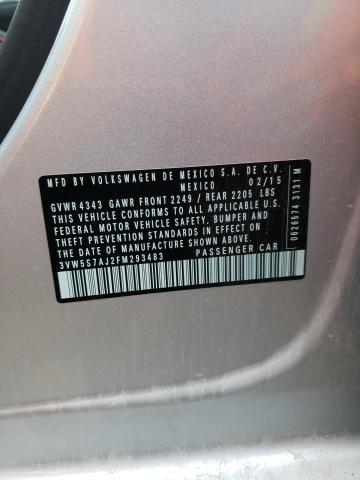 MFD BY VOLKSWAGEN DE MEXICO S.A. DE C.V.
MEXICO 02/15
GVWR 4343 GAWR FRONT 2249 / REAR 2205 LBS
THIS VEHICLE CONFORMS TO ALL APPLICABLE U.S.
FEDERAL MOTOR VEHICLE SAFETY, BUMPER AND
THEFT PREVENTION STANDARDS IN EFFECT ON
THE DATE OF MANUFACTURE SHOWN ABOVE
3VW5S7AJ2FM293483 PASSENGER CAR
0626574 3131 M